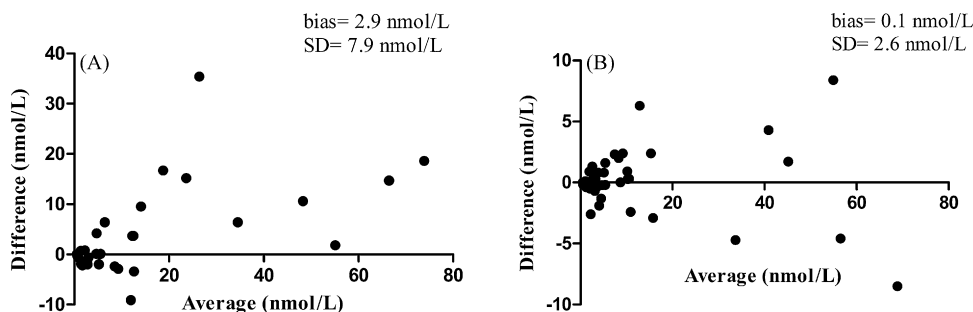 bias= 2.9 nmol/L
SD= 7.9 nmol/L
(A)
Difference (nmol/L)
40
30
20
10
0
-10
20
40
60
80
Average (nmol/L)
bias= 0.1 nmol/L
SD= 2.6 nmol/L
(B)
Difference (nmol/L)
10
5
0
-5
-10
20
40
60
80
Average (nmol/L)